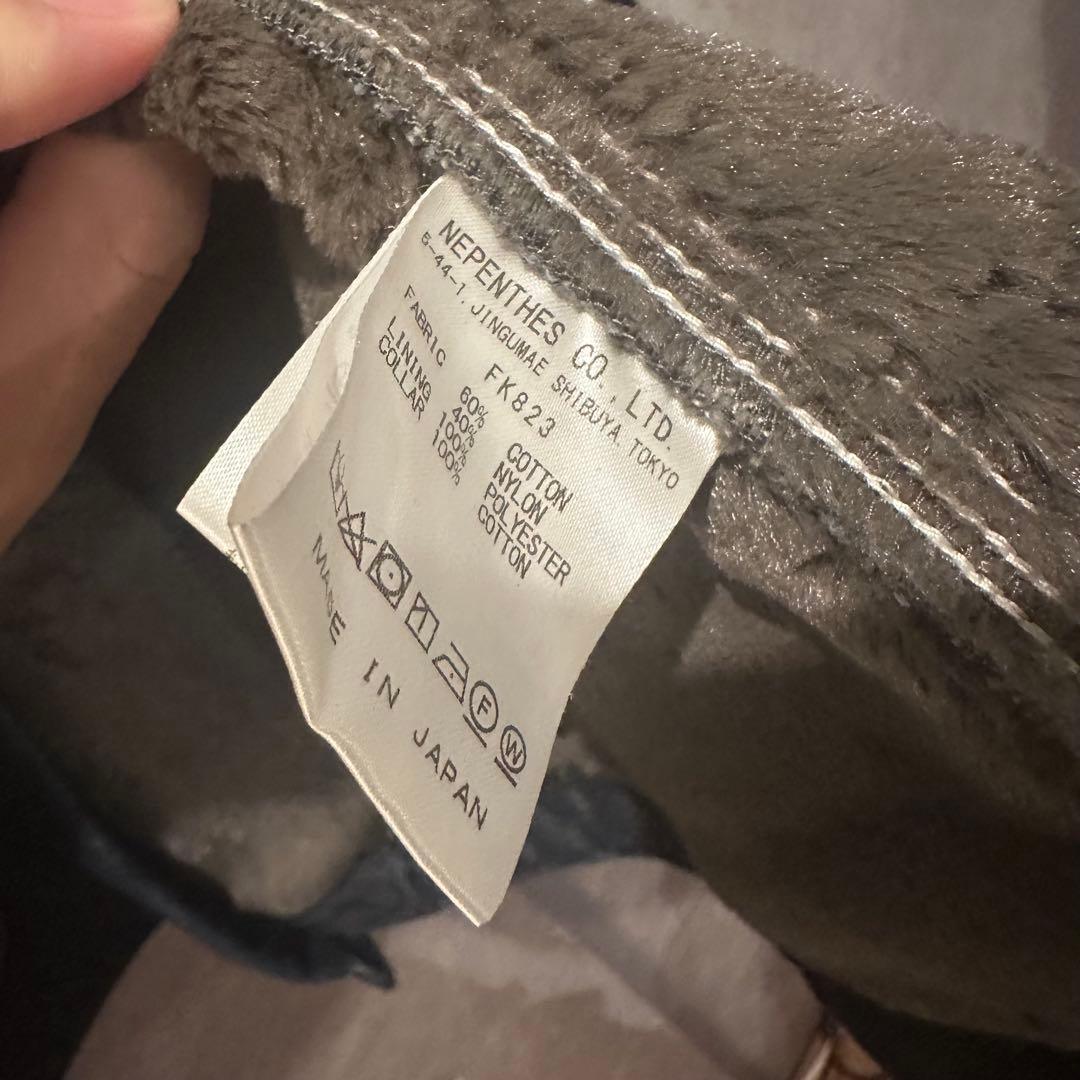 NEPENTHES CO., LTD.
5-44-1, JINGUMAE SHIBUYA, TOKYO
FK823
FABRIC 60% COTTON
40% NYLON
LINING 100% POLYESTER
COLLAR 100% COTTON
F W
MADE IN JAPAN